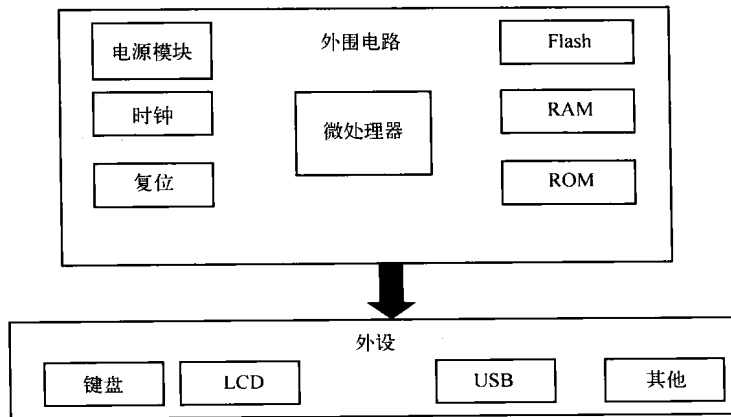 电源模块
外围电路
Flash
时钟
微处理器
RAM
复位
ROM
外设
键盘
LCD
USB
其他